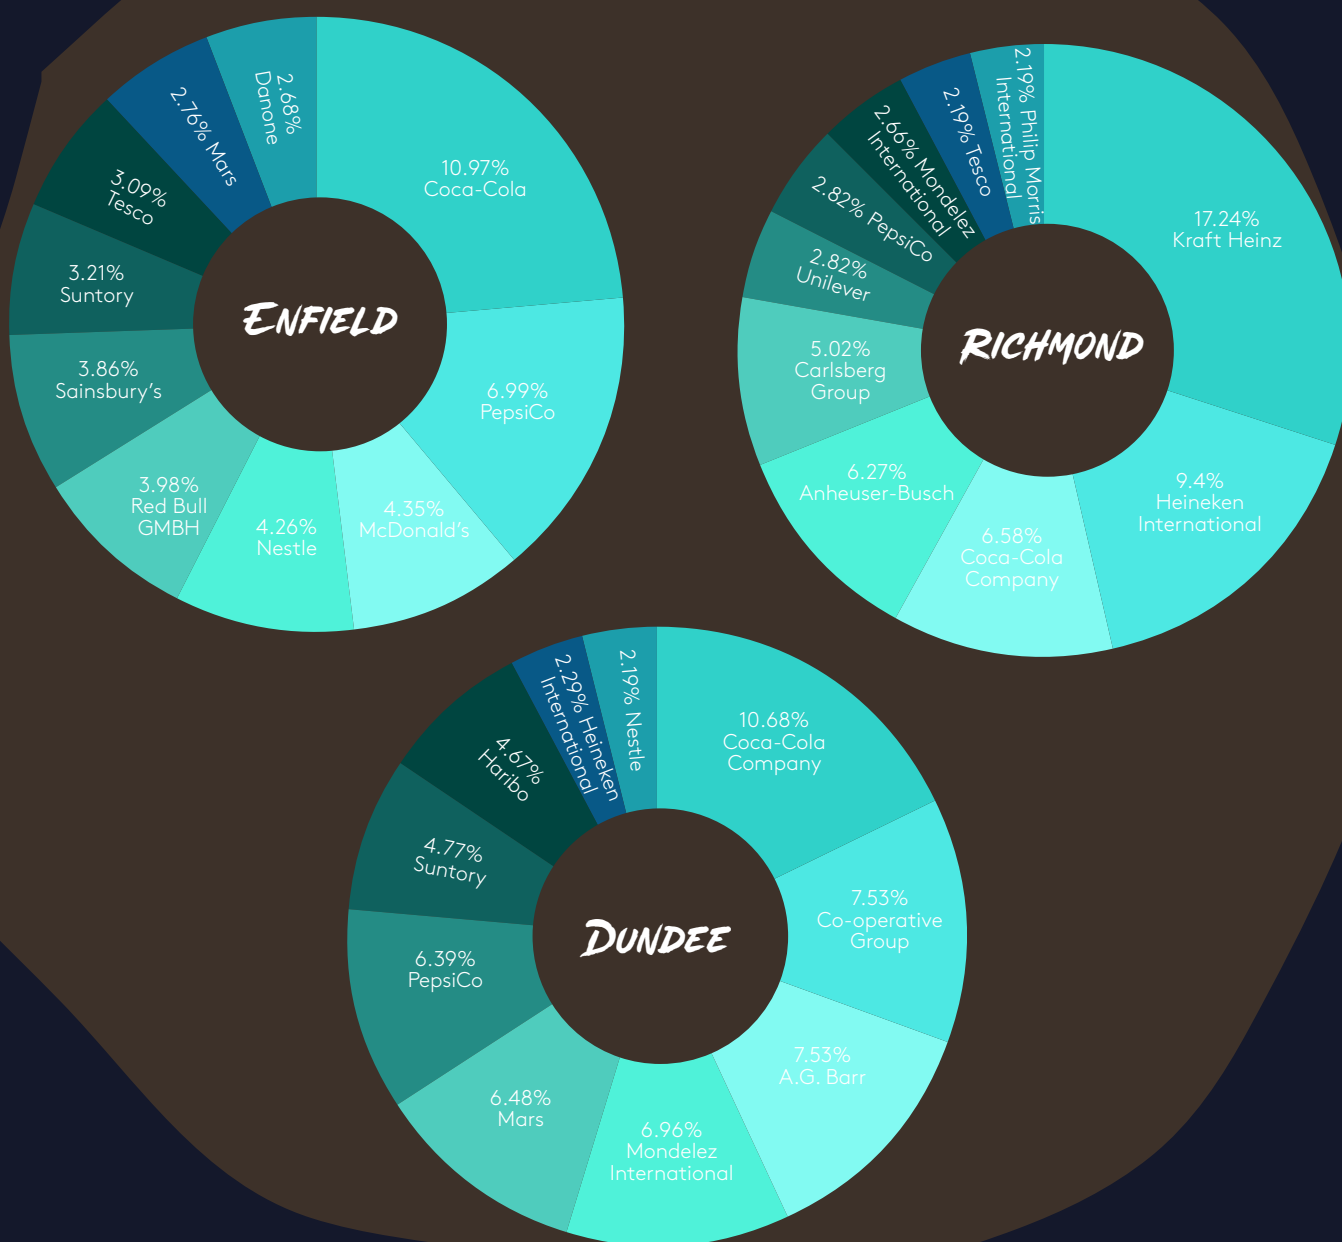 10.97%
Coca-Cola
6.99%
PepsiCo
4.35%
McDonald's
4.26%
Nestle
3.98%
Red Bull
GMBH
3.86%
Sainsbury's
3.21%
Suntory
3.09%
Tesco
2.76% Mars
2.68%
Danone
ENFIELD
17.24%
Kraft Heinz
9.4%
Heineken
International
6.58%
Coca-Cola
Company
6.27%
Anheuser-Busch
5.02%
Carlsberg
Group
2.82%
Unilever
2.82% PepsiCo
2.66% Mondelez
International
2.19% Tesco
2.19% Philip Morris
International
RICHMOND
10.68%
Coca-Cola
Company
7.53%
Co-operative
Group
7.53%
A.G. Barr
6.96%
Mondelez
International
6.48%
Mars
6.39%
PepsiCo
4.77%
Suntory
4.67%
Haribo
2.29% Heineken
International
2.19% Nestle
DUNDEE